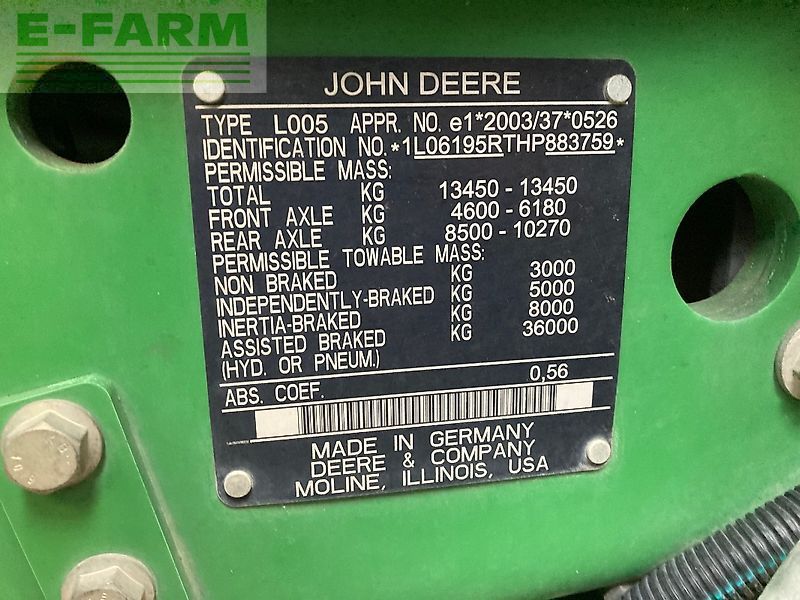 E-FARM
JOHN DEERE
TYPE L005 APPR. NO. e1*2003/37*0526
IDENTIFICATION NO. *1L06195RTHP883759*
PERMISSIBLE MASS:
TOTAL KG 13450 - 13450
FRONT AXLE KG 4600 - 6180
REAR AXLE KG 8500 - 10270
PERMISSIBLE TOWABLE MASS:
NON BRAKED KG 3000
INDEPENDENTLY-BRAKED KG 5000
INERTIA-BRAKED KG 8000
ASSISTED BRAKED KG 36000
(HYD. OR PNEUM.)
ABS. COEF. 0,56
MADE IN GERMANY
DEERE & COMPANY
MOLINE, ILLINOIS, USA